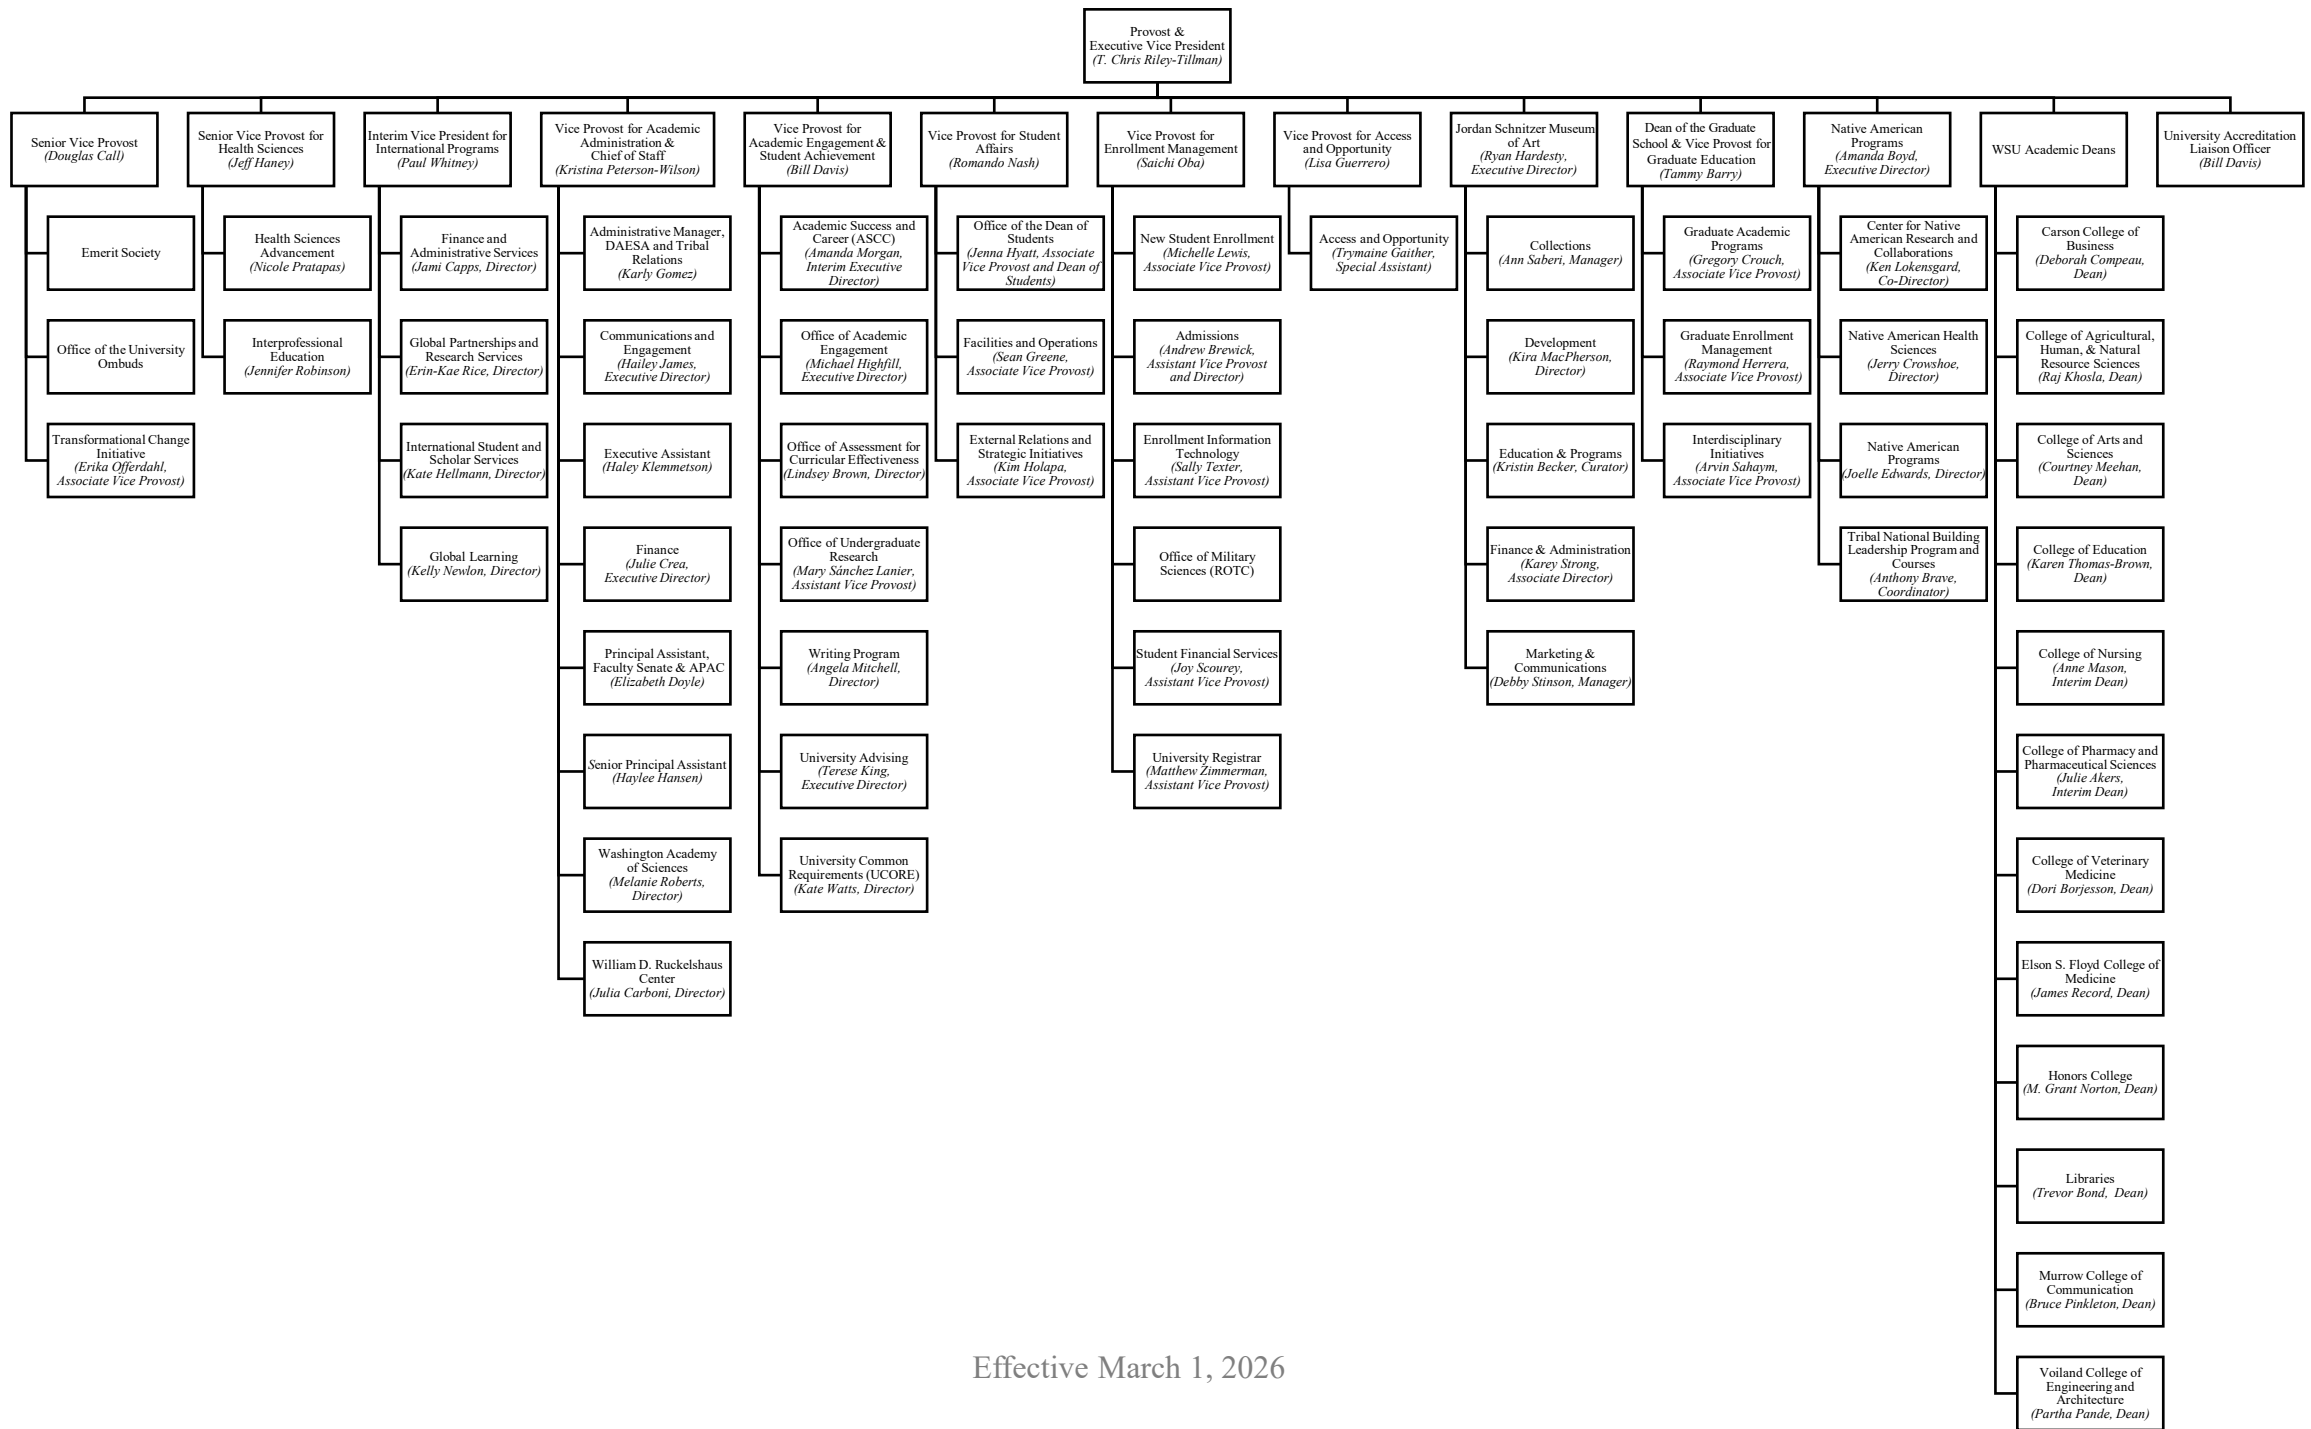 Provost &
Executive Vice President
(T. Chris Riley-Tillman)
Senior Vice Provost
(Douglas Call)
Senior Vice Provost for
Health Sciences
(Jeff Haney)
Interim Vice President for
International Programs
(Paul Whitney)
Vice Provost for Academic
Administration &
Chief of Staff
(Kristina Peterson-Wilson)
Vice Provost for
Academic Engagement &
Student Achievement
(Bill Davis)
Vice Provost for Student
Affairs
(Romando Nash)
Vice Provost for
Enrollment Management
(Saichi Oba)
Vice Provost for Access
and Opportunity
(Lisa Guerrero)
Jordan Schnitzer Museum
of Art
(Ryan Hardesty,
Executive Director)
Dean of the Graduate
School & Vice Provost for
Graduate Education
(Tammy Barry)
Native American
Programs
(Amanda Boyd,
Executive Director)
WSU Academic Deans
University Accreditation
Liaison Officer
(Bill Davis)
Emerit Society
Office of the University
Ombuds
Transformational Change
Initiative
(Erika Offerdahl,
Associate Vice Provost)
Health Sciences
Advancement
(Nicole Pratapas)
Interprofessional
Education
(Jennifer Robinson)
Finance and
Administrative Services
(Jami Capps, Director)
Global Partnerships and
Research Services
(Erin-Kae Rice, Director)
International Student and
Scholar Services
(Kate Hellmann, Director)
Global Learning
(Kelly Newlon, Director)
Administrative Manager,
DAESA and Tribal
Relations
(Karly Gomez)
Communications and
Engagement
(Hailey James,
Executive Director)
Executive Assistant
(Haley Klemmetson)
Finance
(Julie Crea,
Executive Director)
Principal Assistant,
Faculty Senate & APAC
(Elizabeth Doyle)
Senior Principal Assistant
(Haylee Hansen)
Washington Academy
of Sciences
(Melanie Roberts,
Director)
William D. Ruckelshaus
Center
(Julia Carboni, Director)
Academic Success and
Career (ASCC)
(Amanda Morgan,
Interim Executive
Director)
Office of Academic
Engagement
(Michael Highfill,
Executive Director)
Office of Assessment for
Curricular Effectiveness
(Lindsey Brown, Director)
Office of Undergraduate
Research
(Mary Sánchez Lanier,
Assistant Vice Provost)
Writing Program
(Angela Mitchell,
Director)
University Advising
(Terese King,
Executive Director)
University Common
Requirements (UCORE)
(Kate Watts, Director)
Office of the Dean of
Students
(Jenna Hyatt, Associate
Vice Provost and Dean of
Students)
Facilities and Operations
(Sean Greene,
Associate Vice Provost)
External Relations and
Strategic Initiatives
(Kim Holapa,
Associate Vice Provost)
New Student Enrollment
(Michelle Lewis,
Associate Vice Provost)
Admissions
(Andrew Brewick,
Assistant Vice Provost
and Director)
Enrollment Information
Technology
(Sally Texter,
Assistant Vice Provost)
Office of Military
Sciences (ROTC)
Student Financial Services
(Joy Scourey,
Assistant Vice Provost)
University Registrar
(Matthew Zimmerman,
Assistant Vice Provost)
Access and Opportunity
(Trymaine Gaither,
Special Assistant)
Collections
(Ann Saberi, Manager)
Development
(Kira MacPherson,
Director)
Education & Programs
(Kristin Becker, Curator)
Finance & Administration
(Karey Strong,
Associate Director)
Marketing &
Communications
(Debby Stinson, Manager)
Graduate Academic
Programs
(Gregory Crouch,
Associate Vice Provost)
Graduate Enrollment
Management
(Raymond Herrera,
Associate Vice Provost)
Interdisciplinary
Initiatives
(Arvin Sahaym,
Associate Vice Provost)
Center for Native
American Research and
Collaborations
(Ken Lokensgard,
Co-Director)
Native American Health
Sciences
(Jerry Crowshoe,
Director)
Native American
Programs
(Joelle Edwards, Director)
Tribal National Building
Leadership Program and
Courses
(Anthony Brave,
Coordinator)
Carson College of
Business
(Deborah Compeau,
Dean)
College of Agricultural,
Human, & Natural
Resource Sciences
(Raj Khosla, Dean)
College of Arts and
Sciences
(Courtney Meehan,
Dean)
College of Education
(Karen Thomas-Brown,
Dean)
College of Nursing
(Anne Mason,
Interim Dean)
College of Pharmacy and
Pharmaceutical Sciences
(Julie Akers,
Interim Dean)
College of Veterinary
Medicine
(Dori Borjesson, Dean)
Elson S. Floyd College of
Medicine
(James Record, Dean)
Honors College
(M. Grant Norton, Dean)
Libraries
(Trevor Bond, Dean)
Murrow College of
Communication
(Bruce Pinkleton, Dean)
Voiland College of
Engineering and
Architecture
(Partha Pande, Dean)
Effective March 1, 2026